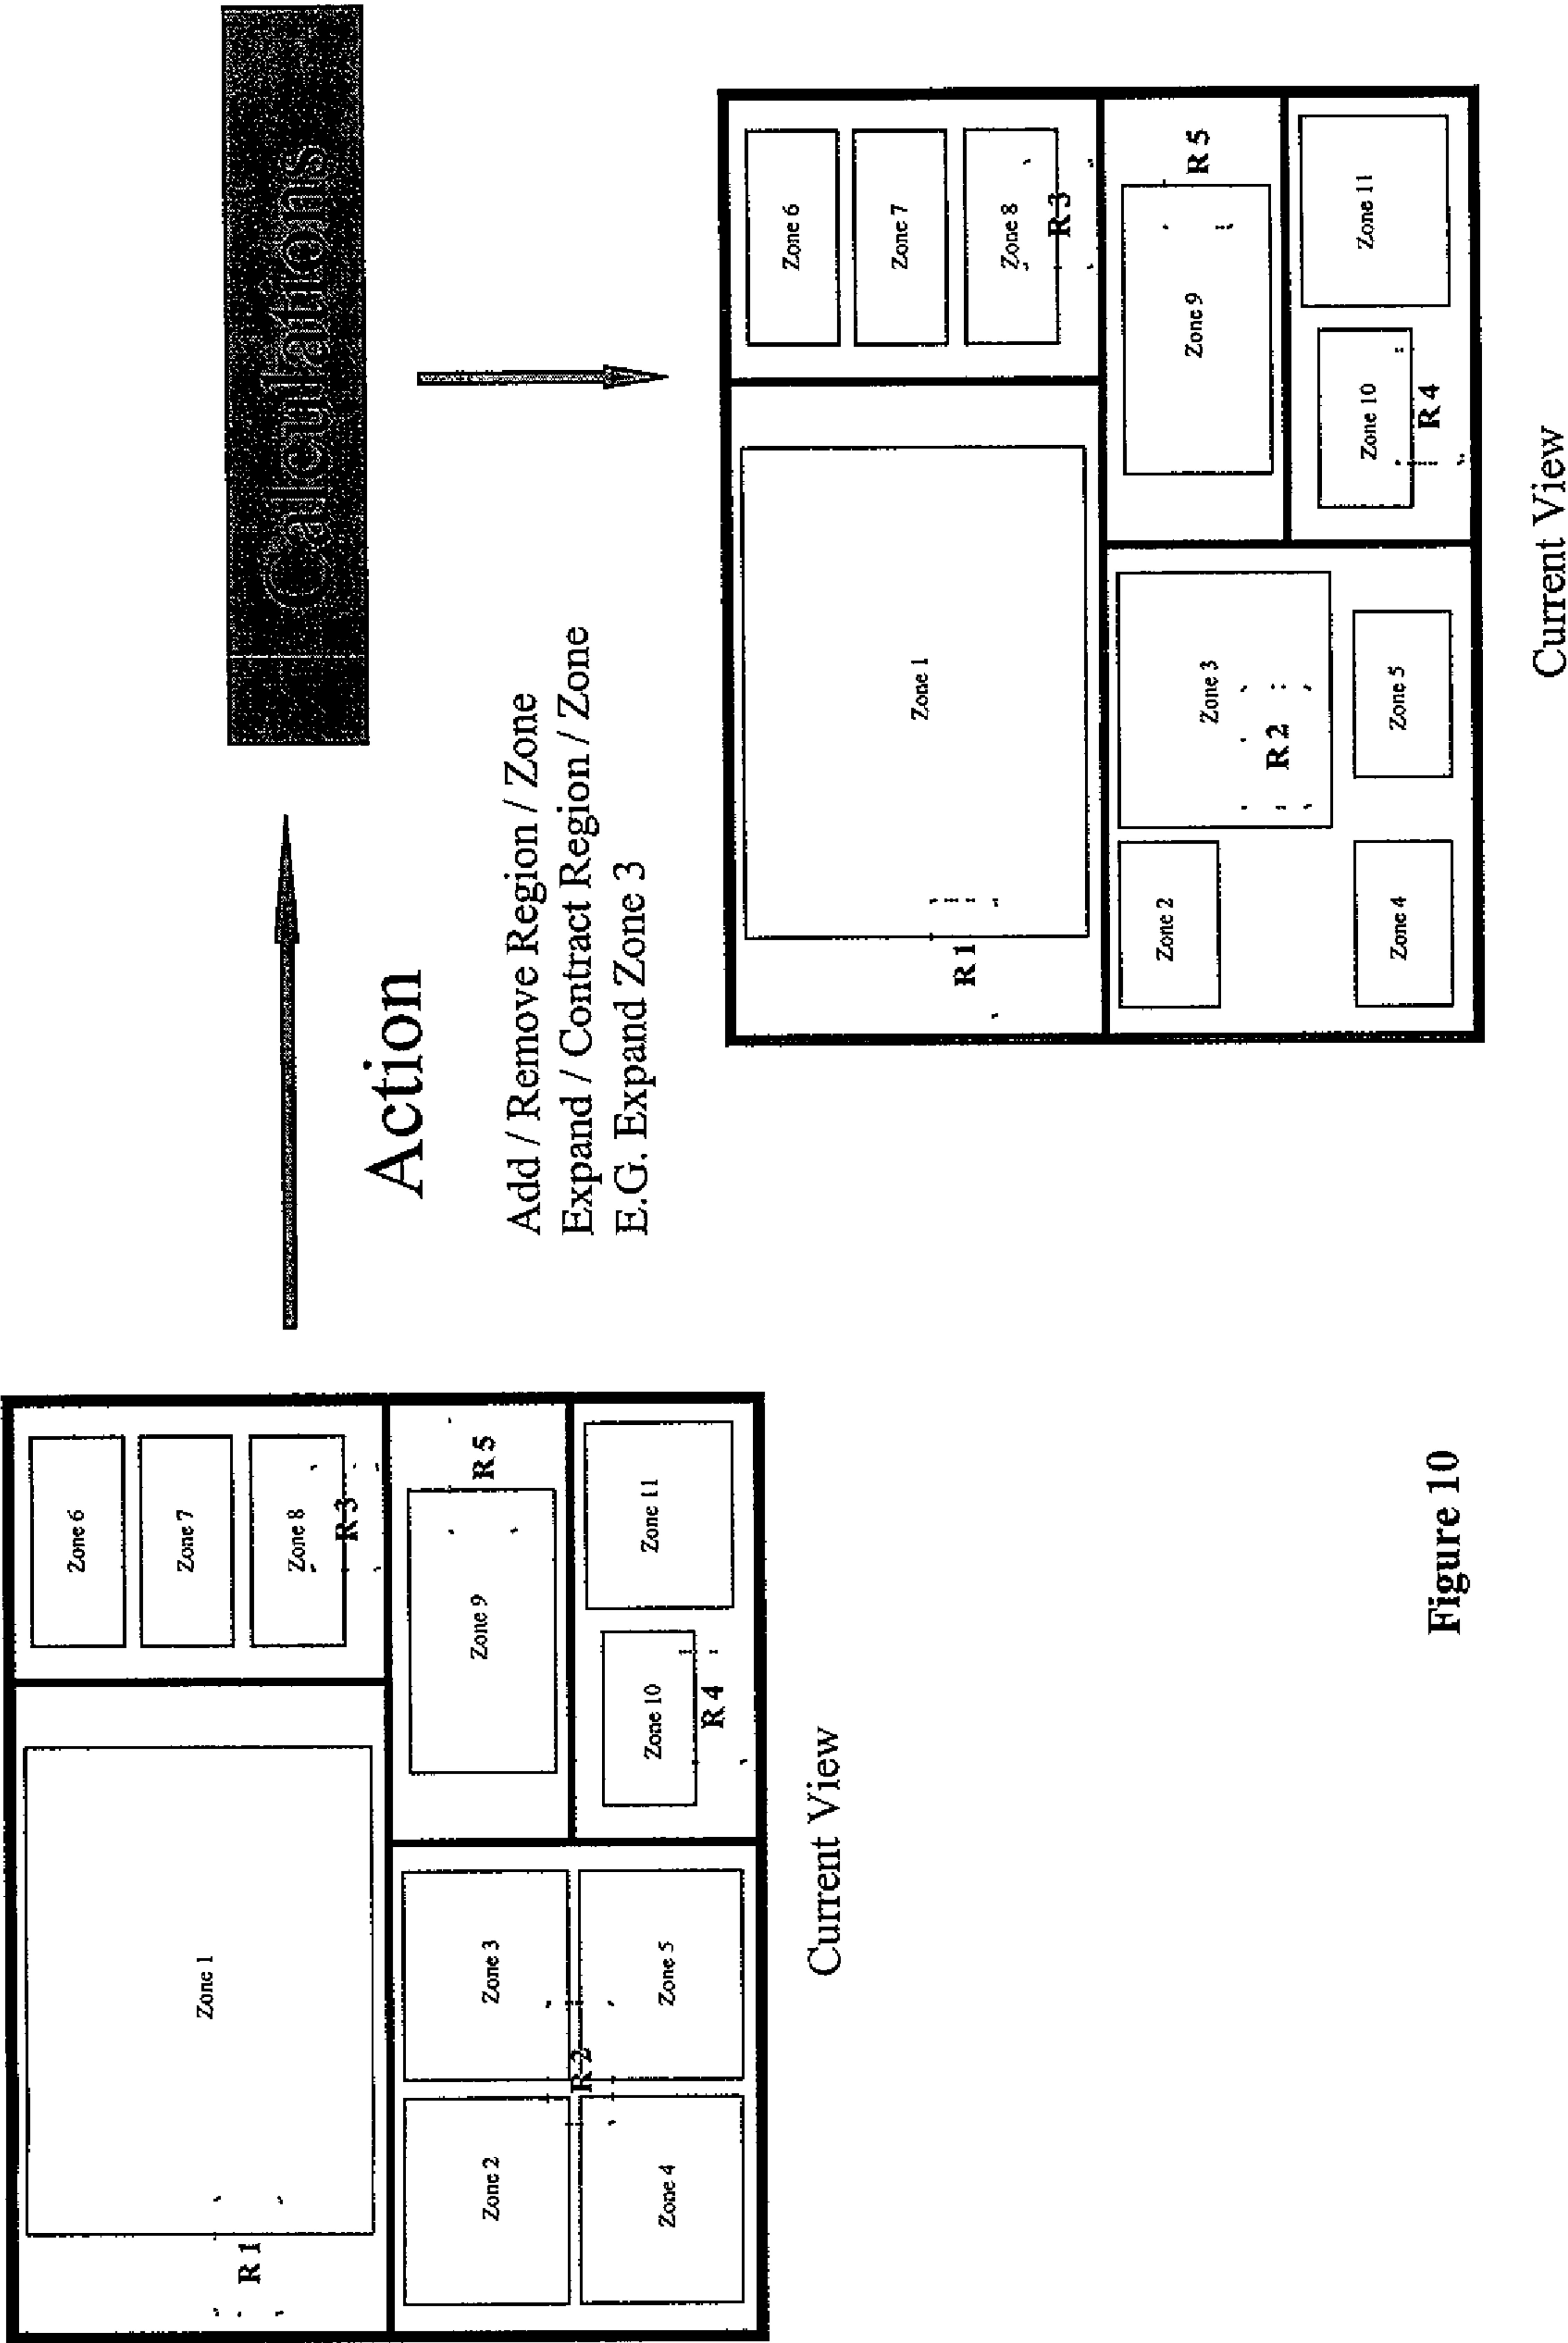 Zone 1
R 1
Zone 6
Zone 7
Zone 8
R 3
Zone 2
Zone 3
R 2
Zone 4
Zone 5
Zone 9
R 5
Zone 10
R 4
Zone 11
Current View
Action
Add / Remove Region / Zone
Expand / Contract Region / Zone
E.G. Expand Zone 3
Calculations
Zone 1
R 1
Zone 6
Zone 7
Zone 8
R 3
Zone 2
Zone 3
R 2
Zone 4
Zone 5
Zone 9
R 5
Zone 10
R 4
Zone 11
Current View
Figure 10